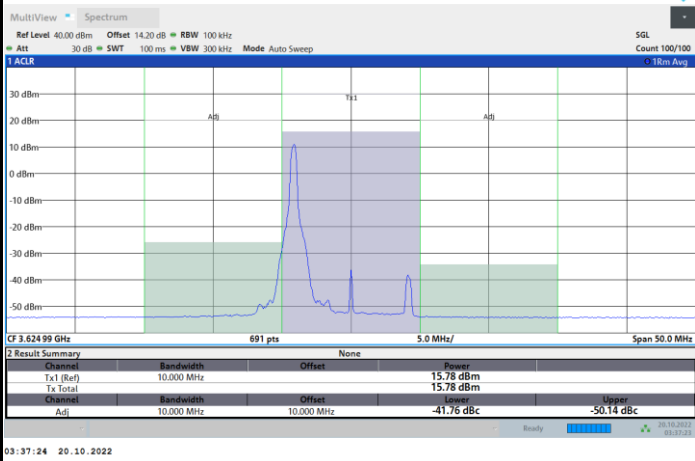 MultiView Spectrum
Ref Level 40.00 dBm Offset 14.20 dB RBW 100 kHz SGL
Att 30 dB SWT 100 ms VBW 300 kHz Mode Auto Sweep Count 100/100
1 ACLR 1Rm Avg
30 dBm
Tx1
20 dBm
Adj Adj
10 dBm
0 dBm
-10 dBm
-20 dBm
-30 dBm
-40 dBm
-50 dBm
CF 3.624 99 GHz 691 pts 5.0 MHz/ Span 50.0 MHz
2 Result Summary None
Channel Bandwidth Offset Power
Tx1 (Ref) 10.000 MHz 15.78 dBm
Tx Total 15.78 dBm
Channel Bandwidth Offset Lower Upper
Adj 10.000 MHz 10.000 MHz -41.76 dBc -50.14 dBc
Ready 20.10.2022
03:37:23
03:37:24 20.10.2022